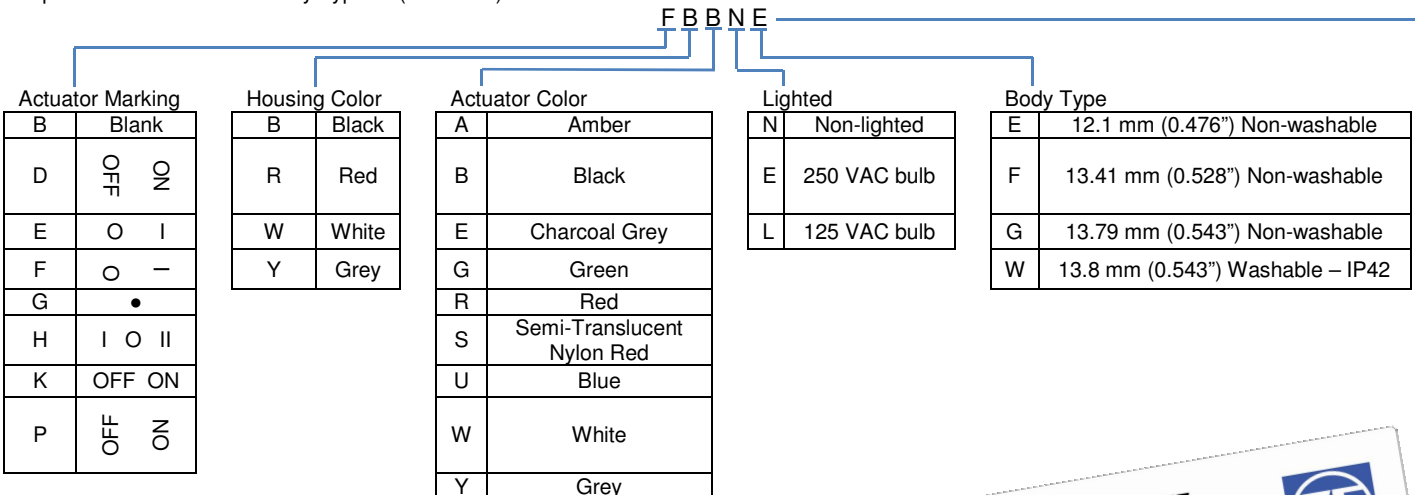 F B B N E
Actuator Marking
B Blank
D OFF ON
E O I
F O –
G ●
H I O II
K OFF ON
P OFF ON
Housing Color
B Black
R Red
W White
Y Grey
Actuator Color
A Amber
B Black
E Charcoal Grey
G Green
R Red
S Semi-Translucent
Nylon Red
U Blue
W White
Y Grey
Lighted
N Non-lighted
E 250 VAC bulb
L 125 VAC bulb
Body Type
E 12.1 mm (0.476”) Non-washable
F 13.41 mm (0.528”) Non-washable
G 13.79 mm (0.543”) Non-washable
W 13.8 mm (0.543”) Washable – IP42